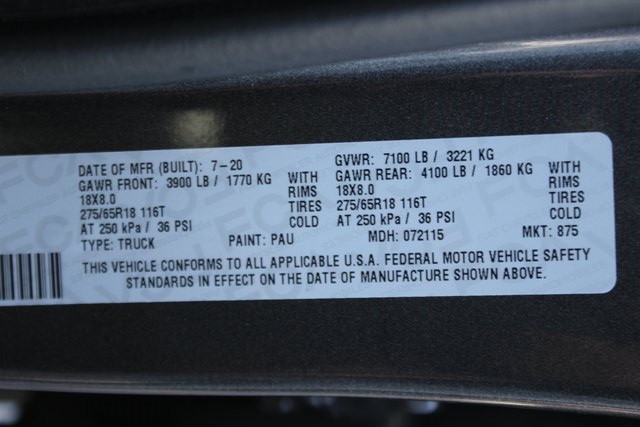 DATE OF MFR (BUILT): 7-20 GVWR: 7100 LB / 3221 KG
GAWR FRONT: 3900 LB / 1770 KG WITH GAWR REAR: 4100 LB / 1860 KG WITH
18X8.0 RIMS 18X8.0 RIMS
275/65R18 116T TIRES 275/65R18 116T TIRES
AT 250 kPa / 36 PSI COLD AT 250 kPa / 36 PSI COLD
TYPE: TRUCK PAINT: PAU MDH: 072115 MKT: 875
THIS VEHICLE CONFORMS TO ALL APPLICABLE U.S.A. FEDERAL MOTOR VEHICLE SAFETY
STANDARDS IN EFFECT ON THE DATE OF MANUFACTURE SHOWN ABOVE.